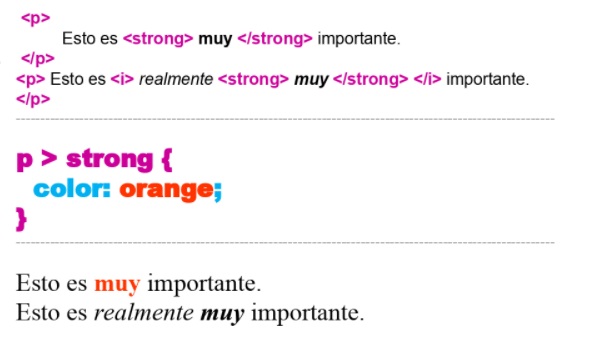 <p>
Esto es <strong> muy </strong> importante.
</p>
<p> Esto es <i> realmente <strong> muy </strong> </i> importante.
</p>
p > strong {
color: orange;
}
Esto es muy importante.
Esto es realmente muy importante.